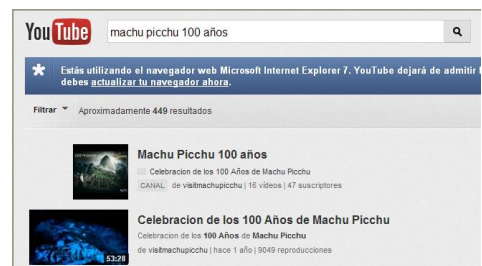 YouTube
machu picchu 100 años
Estás utilizando el navegador web Microsoft Internet Explorer 7. YouTube dejará de admitir l
debes actualizar tu navegador ahora.
Filtrar Aproximadamente 449 resultados
Machu Picchu 100 años
Celebracion de los 100 Años de Machu Picchu
CANAL de visitmachupicchu | 16 vídeos | 47 suscriptores
Celebracion de los 100 Años de Machu Picchu
Celebracion de los 100 Años de Machu Picchu
de visitmachupicchu | hace 1 año | 9049 reproducciones
53:28